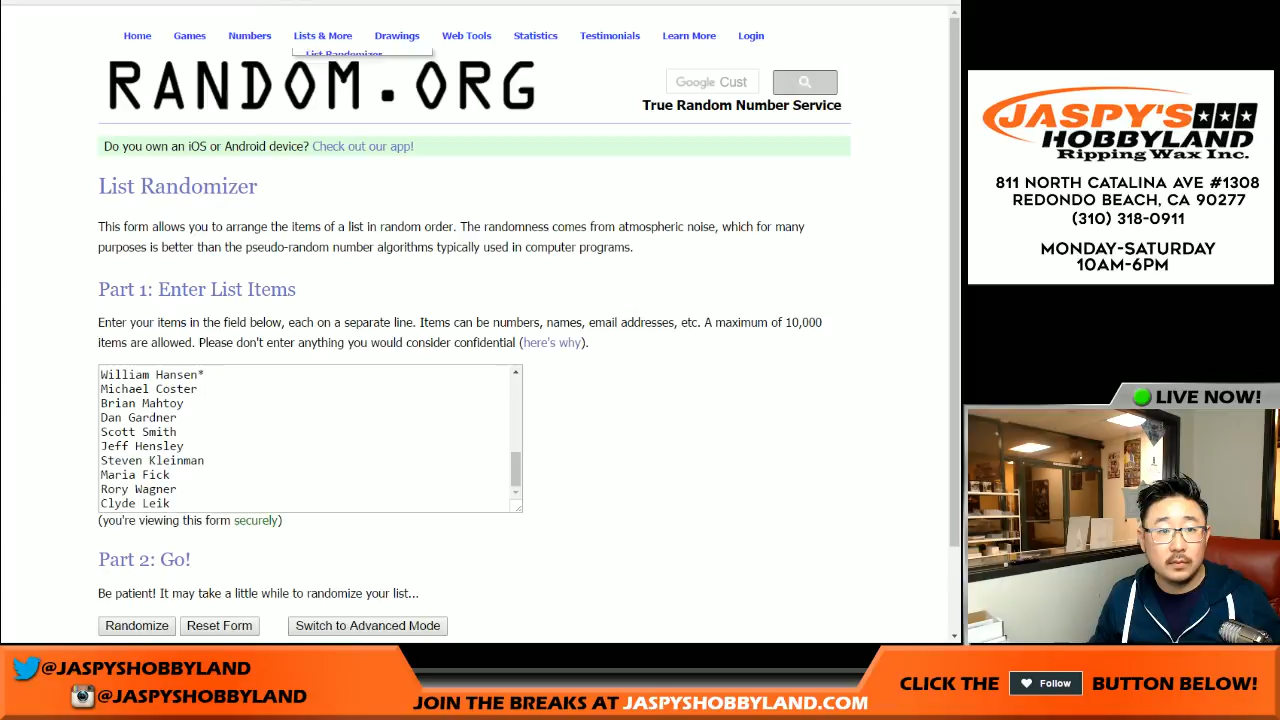 Home Games Numbers Lists & More Drawings Web Tools Statistics Testimonials Learn More Login
List Randomizer
RANDOM.ORG
Google Cust
True Random Number Service
Do you own an iOS or Android device? Check out our app!
List Randomizer
This form allows you to arrange the items of a list in random order. The randomness comes from atmospheric noise, which for many
purposes is better than the pseudo-random number algorithms typically used in computer programs.
Part 1: Enter List Items
Enter your items in the field below, each on a separate line. Items can be numbers, names, email addresses, etc. A maximum of 10,000
items are allowed. Please don't enter anything you would consider confidential (here's why).
William Hansen*
Michael Coster
Brian Mahtoy
Dan Gardner
Scott Smith
Jeff Hensley
Steven Kleinman
Maria Fick
Rory Wagner
Clyde Leik
(you're viewing this form securely)
Part 2: Go!
Be patient! It may take a little while to randomize your list...
Randomize Reset Form Switch to Advanced Mode
JASPY'S
HOBBYLAND
Ripping Wax Inc.
811 NORTH CATALINA AVE #1308
REDONDO BEACH, CA 90277
(310) 318-0911
MONDAY-SATURDAY
10AM-6PM
LIVE NOW!
@JASPYSHOBBYLAND
@JASPYSHOBBYLAND
JOIN THE BREAKS AT JASPYSHOBBYLAND.COM
CLICK THE Follow BUTTON BELOW!